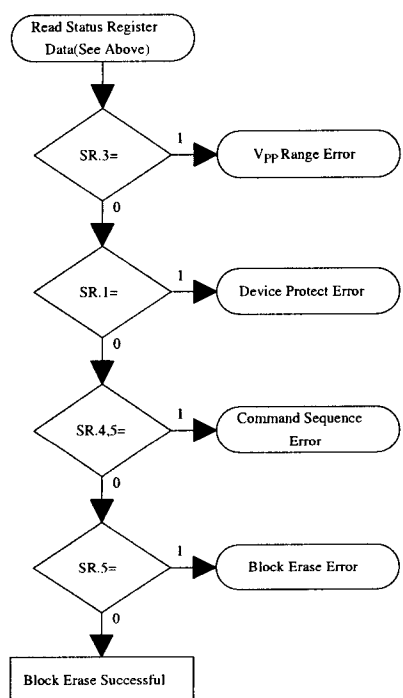 Read Status Register
Data(See Above)
SR.3=
1
VPP Range Error
0
SR.1=
1
Device Protect Error
0
SR.4,5=
1
Command Sequence
Error
0
SR.5=
1
Block Erase Error
0
Block Erase Successful